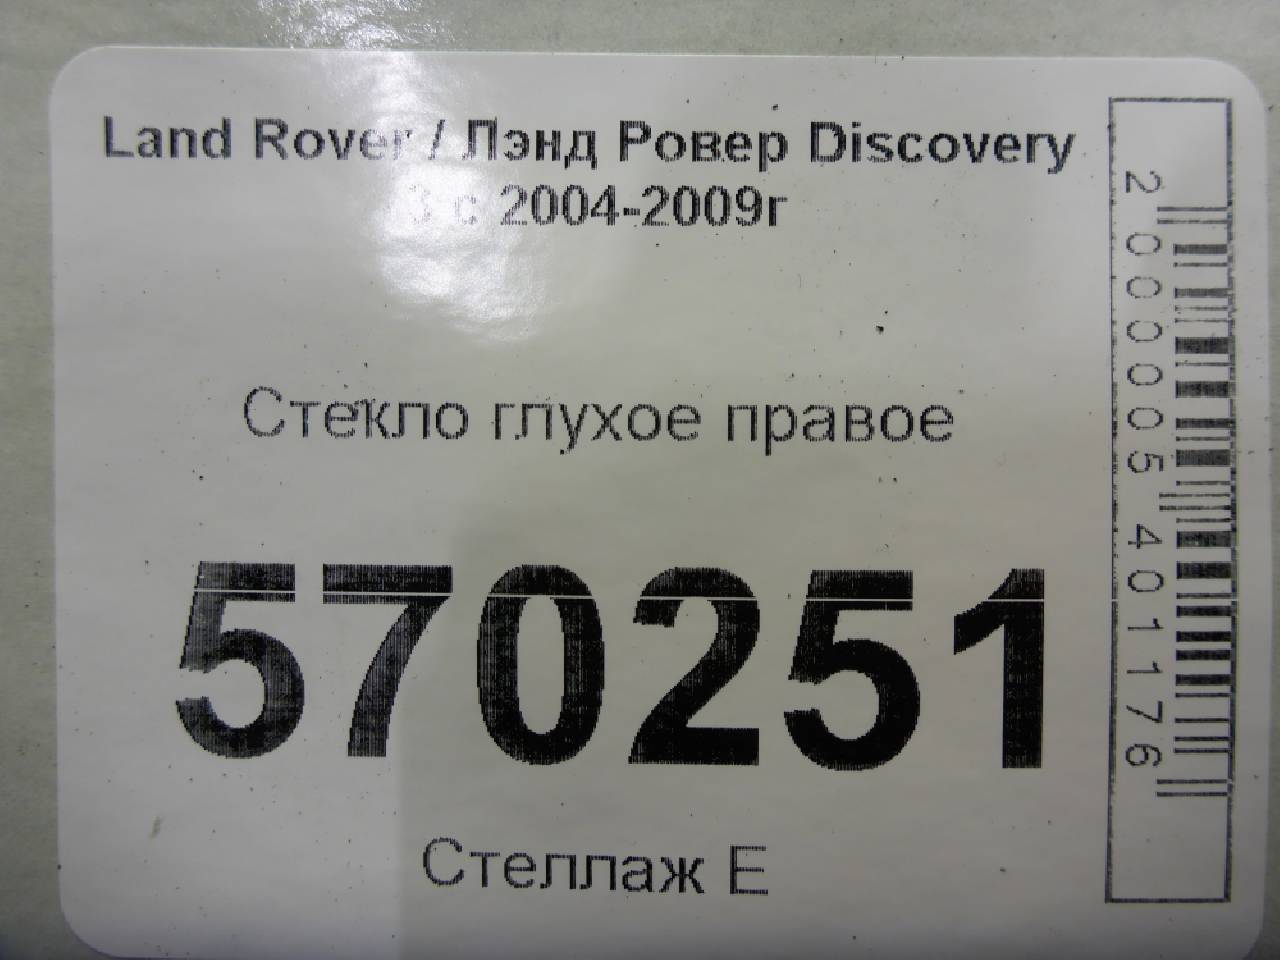 Land Rover / Лэнд Ровер Discovery
3 с 2004-2009г
Стекло глухое правое
570251
Стеллаж Е
2000005401176